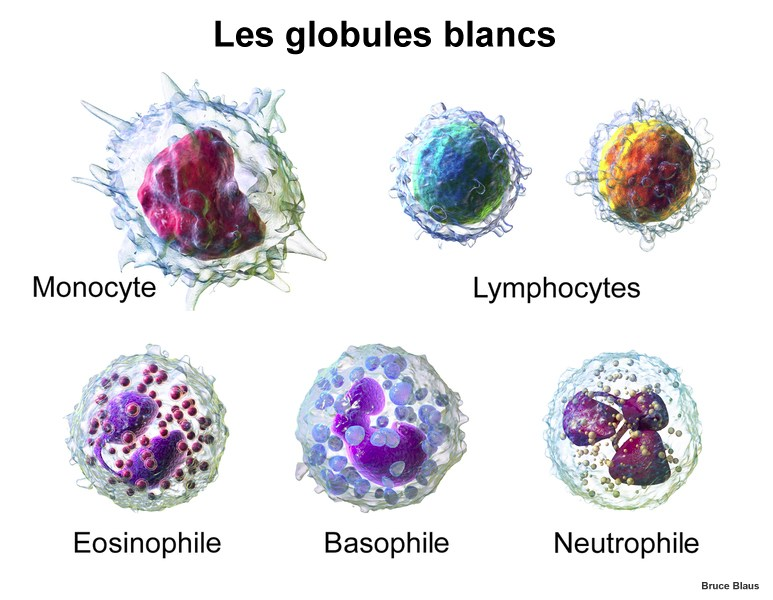 Les globules blancs
Monocyte
Lymphocytes
Eosinophile
Basophile
Neutrophile
Bruce Blaus